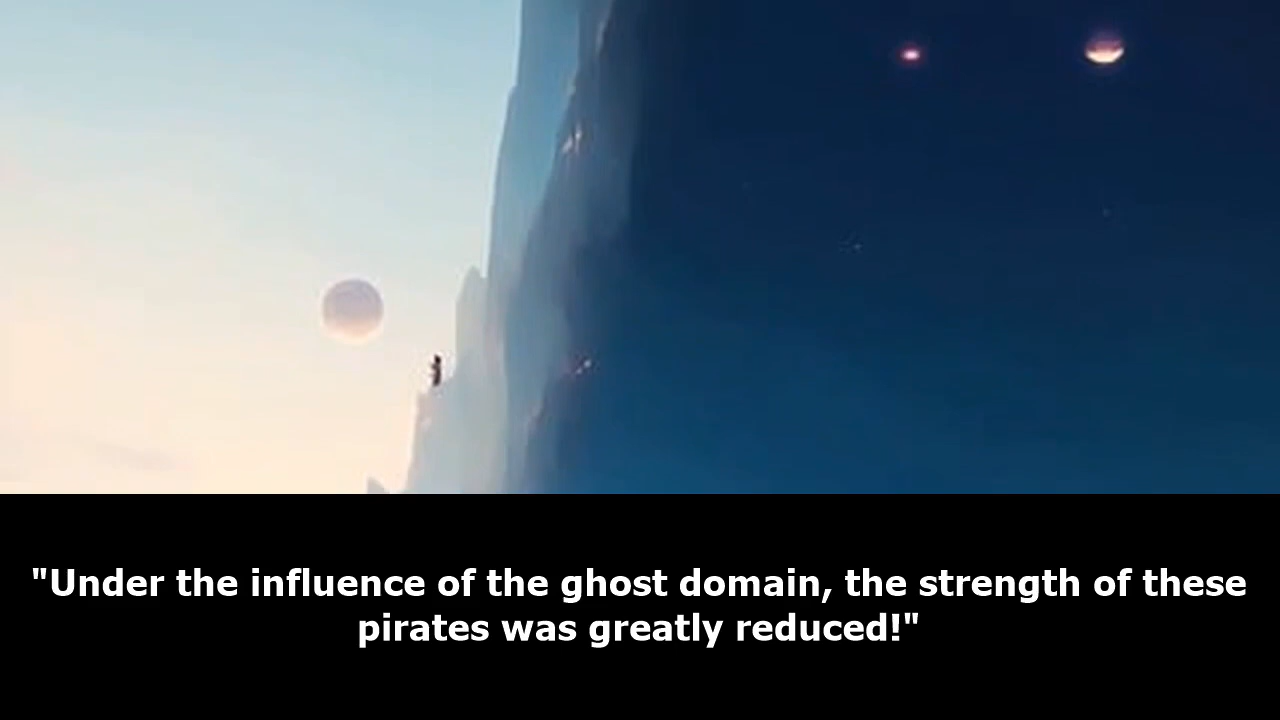 "Under the influence of the ghost domain, the strength of these
pirates was greatly reduced!"